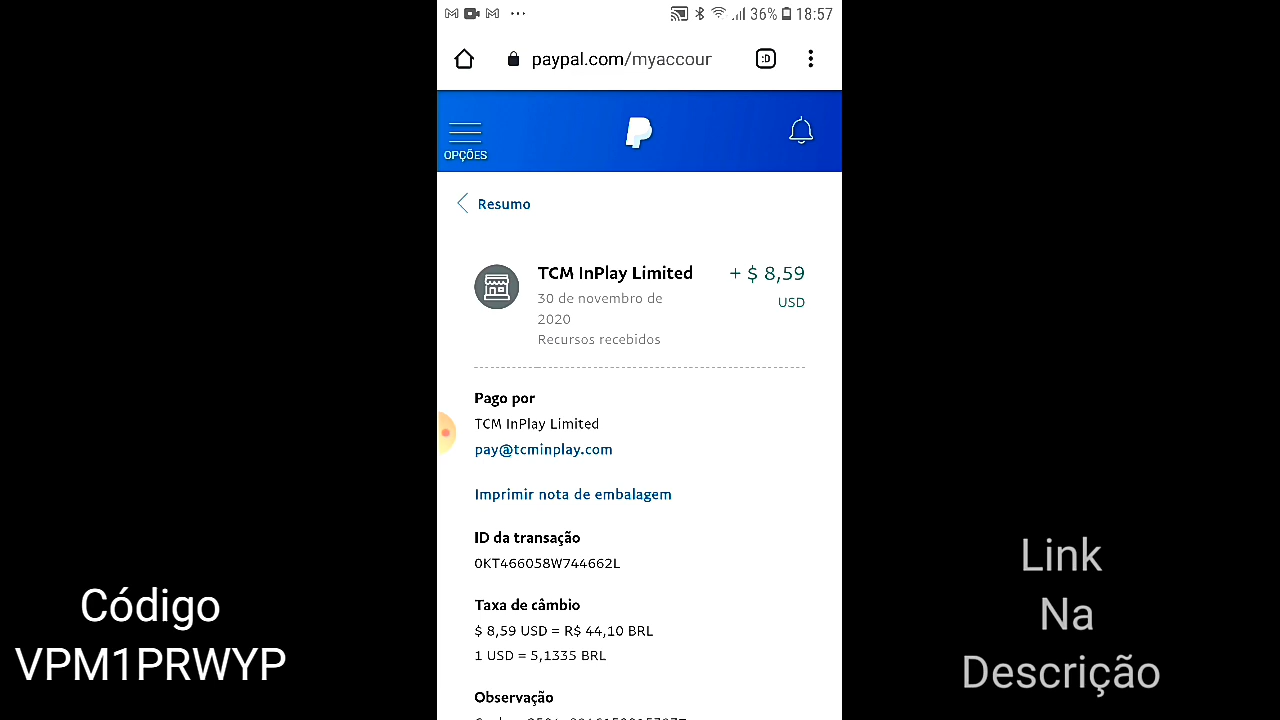 36% 18:57
paypal.com/myaccour
:D
OPÇÕES
Resumo
TCM InPlay Limited
+ $ 8,59
30 de novembro de
USD
2020
Recursos recebidos
Pago por
TCM InPlay Limited
pay@tcminplay.com
Imprimir nota de embalagem
ID da transação
0KT466058W744662L
Taxa de câmbio
$ 8,59 USD = R$ 44,10 BRL
1 USD = 5,1335 BRL
Observação
Código
VPM1PRWYP
Link
Na
Descrição